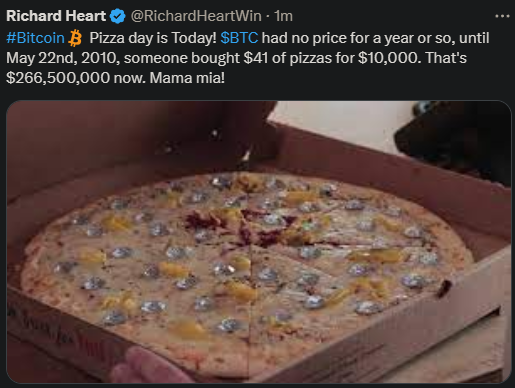 Richard Heart @RichardHeartWin · 1m
#Bitcoin Pizza day is Today! $BTC had no price for a year or so, until
May 22nd, 2010, someone bought $41 of pizzas for $10,000. That's
$266,500,000 now. Mama mia!